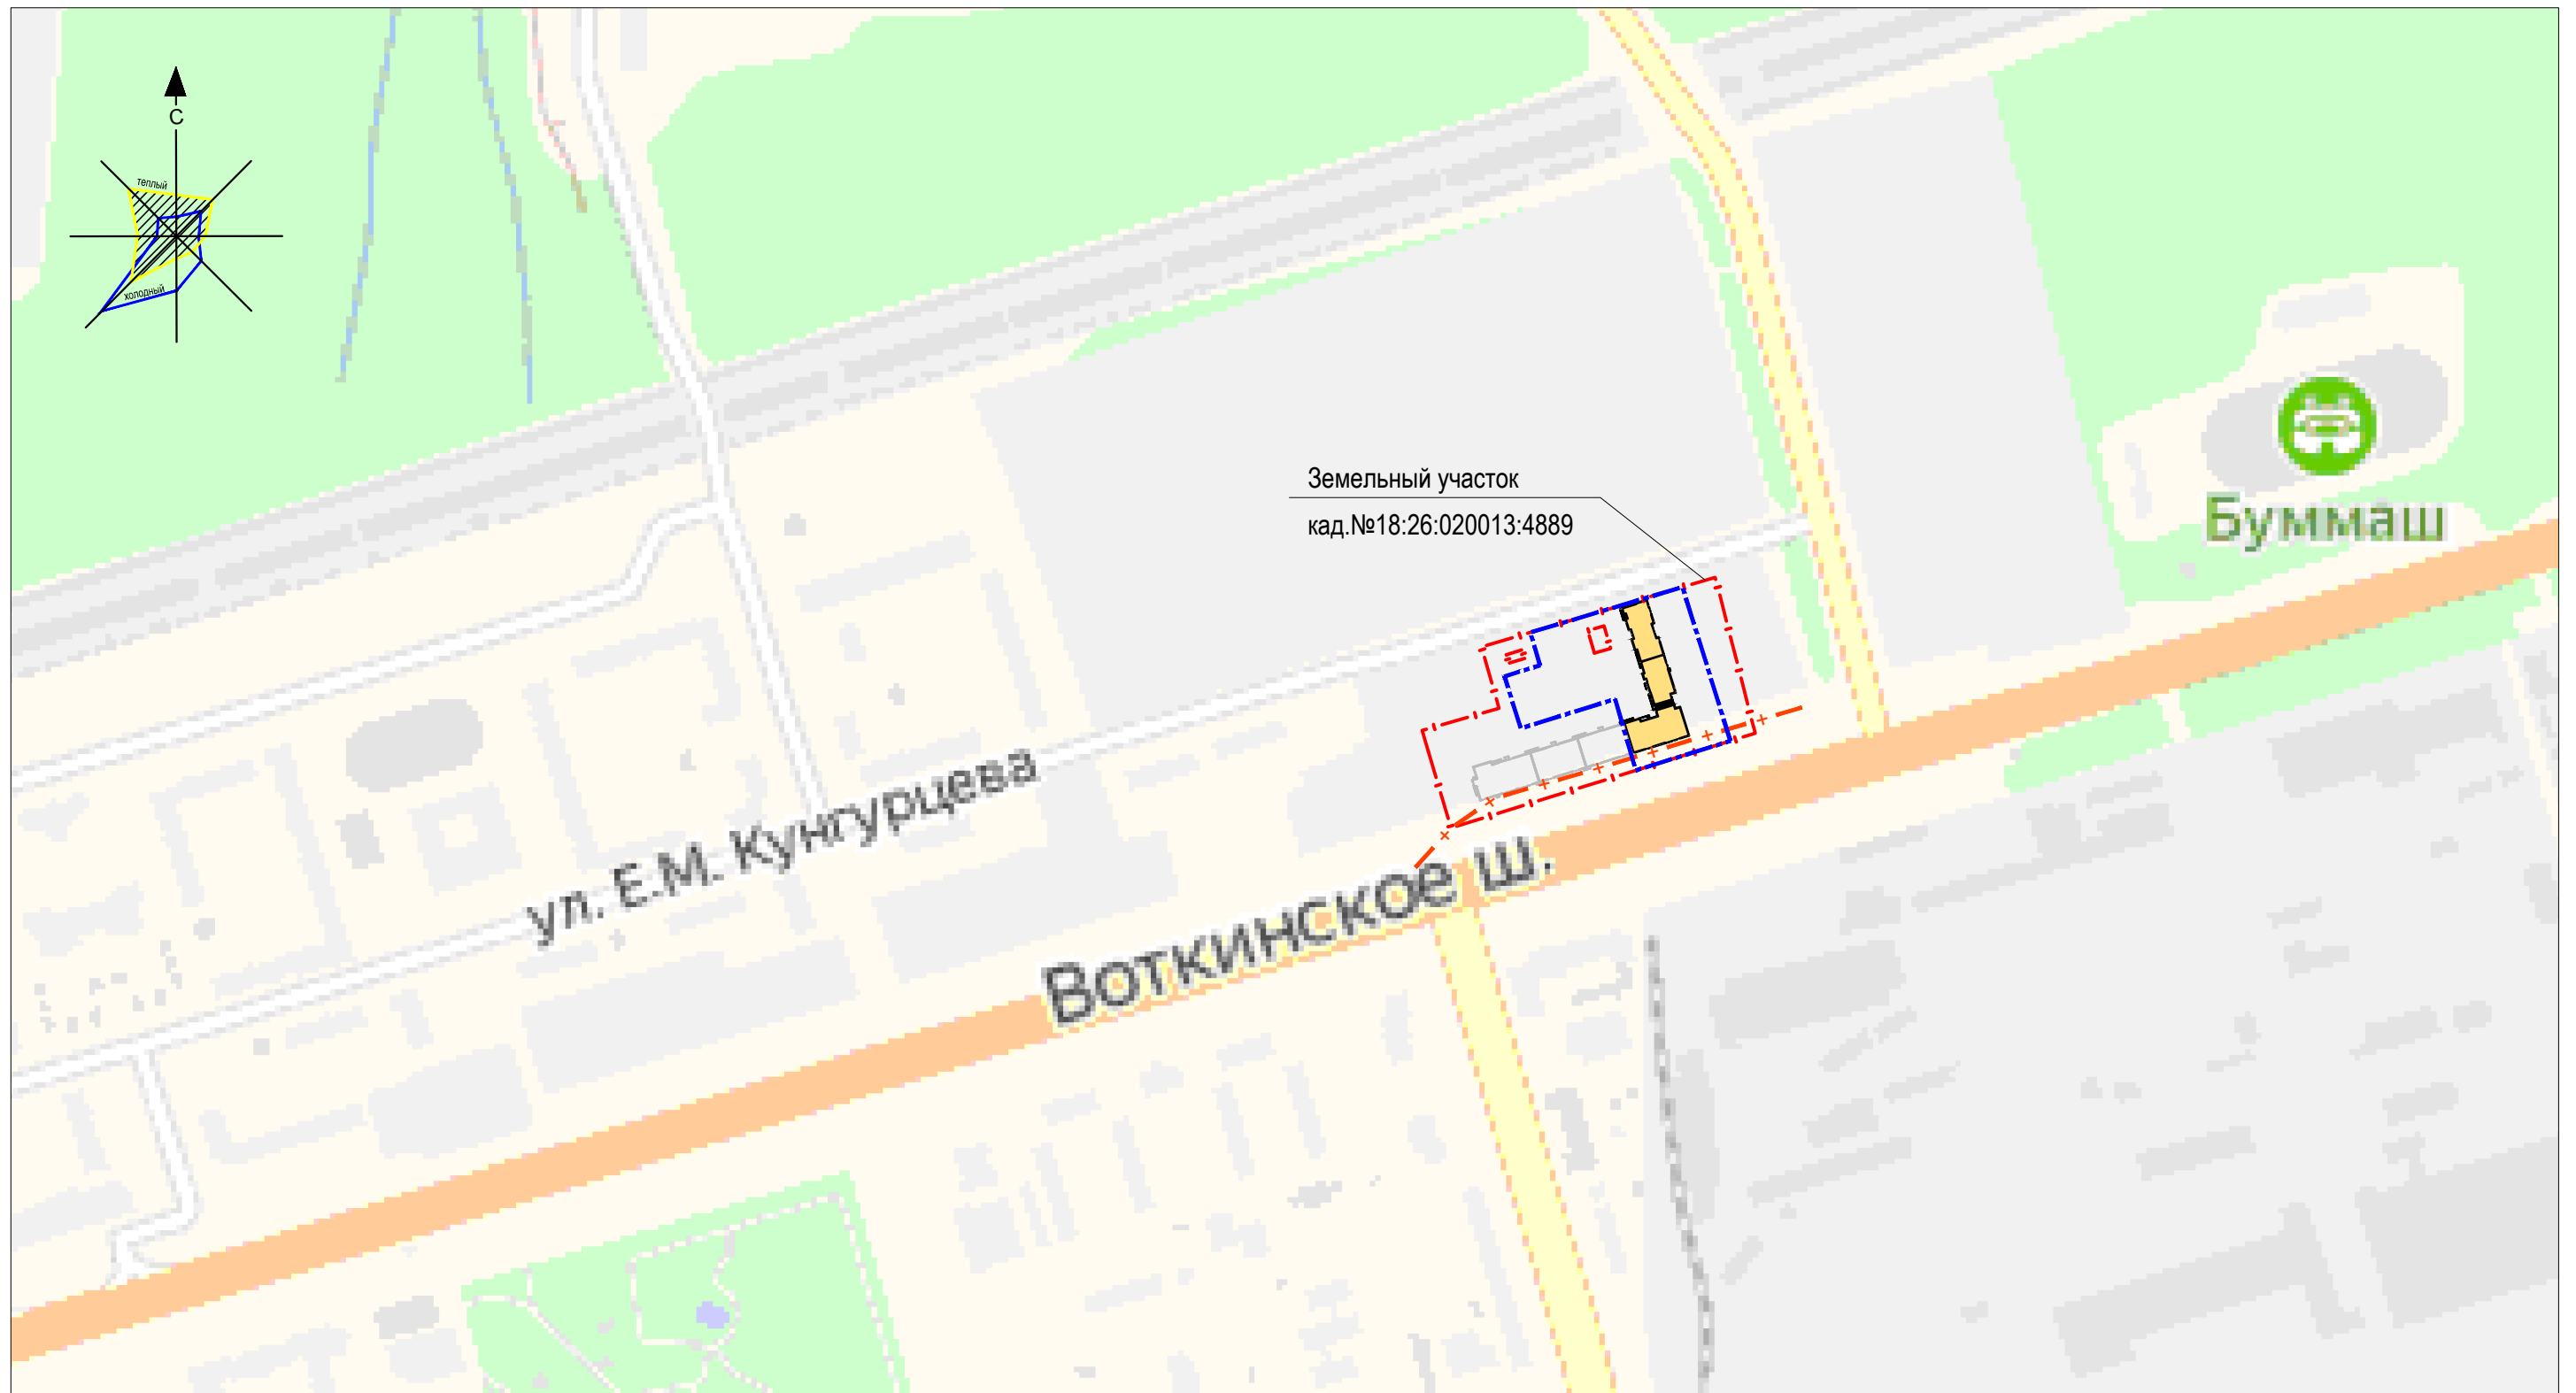 С
теплый
холодный
Земельный участок
кад.№18:26:020013:4889
Буммаш
ул. Е.М. Кунгурцева
Воткинское ш.